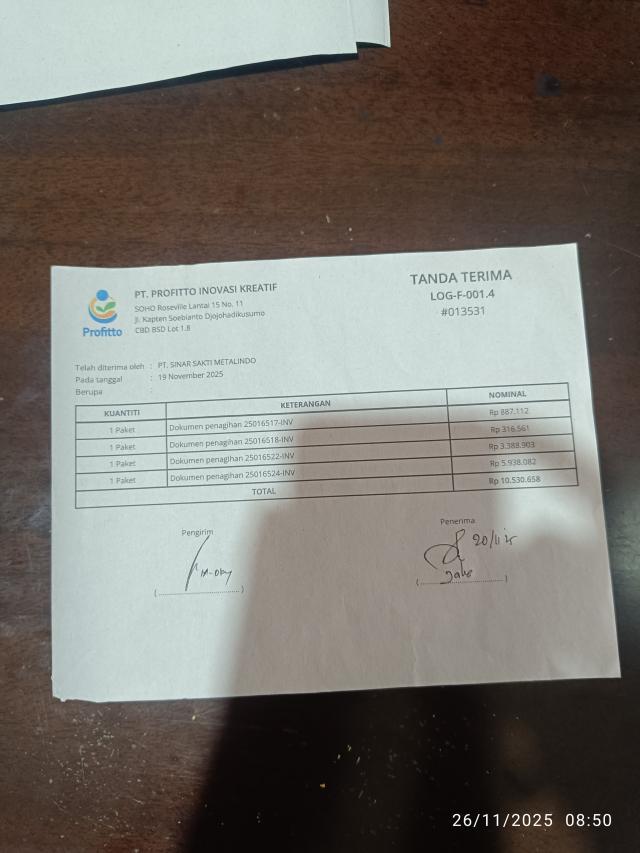 Profitto
PT. PROFITTO INOVASI KREATIF
SOHO Roseville Lantai 15 No. 11
Jl. Kapten Soebianto Djojohadikusumo
CBD BSD Lot 1.8
TANDA TERIMA
LOG-F-001.4
#013531
Telah diterima oleh : PT. SINAR SAKTI METALINDO
Pada tanggal : 19 November 2025
Berupa :
KUANTITI KETERANGAN NOMINAL
1 Paket Dokumen penagihan 25016517-INV Rp 887.112
1 Paket Dokumen penagihan 25016518-INV Rp 316.561
1 Paket Dokumen penagihan 25016522-INV Rp 3.388.903
1 Paket Dokumen penagihan 25016524-INV Rp 5.938.082
TOTAL Rp 10.530.658
Pengirim
Penerima
20/11/25
26/11/2025 08:50